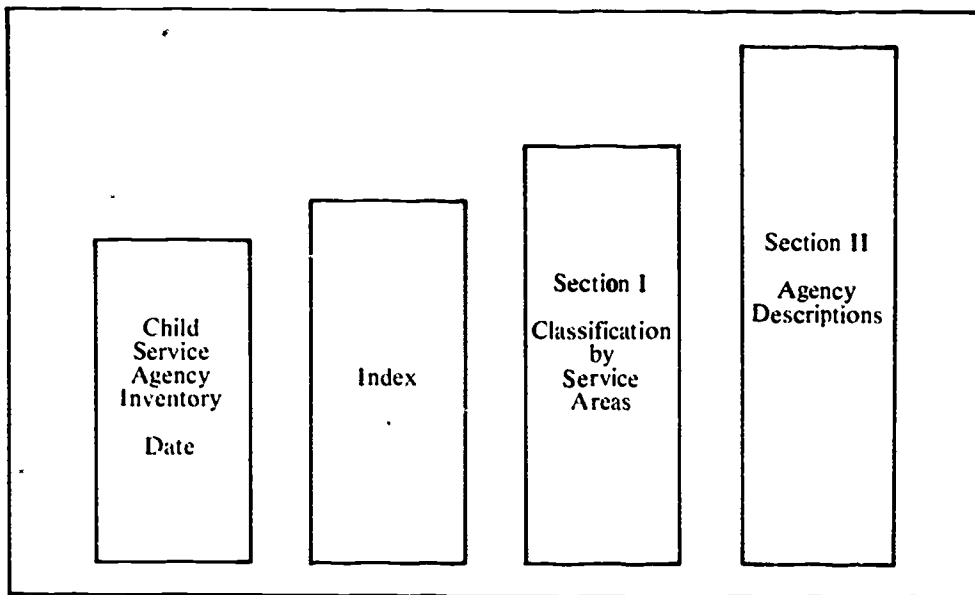 Child
Service
Agency
Inventory
Date
Index
Section I
Classification
by
Service
Areas
Section II
Agency
Descriptions